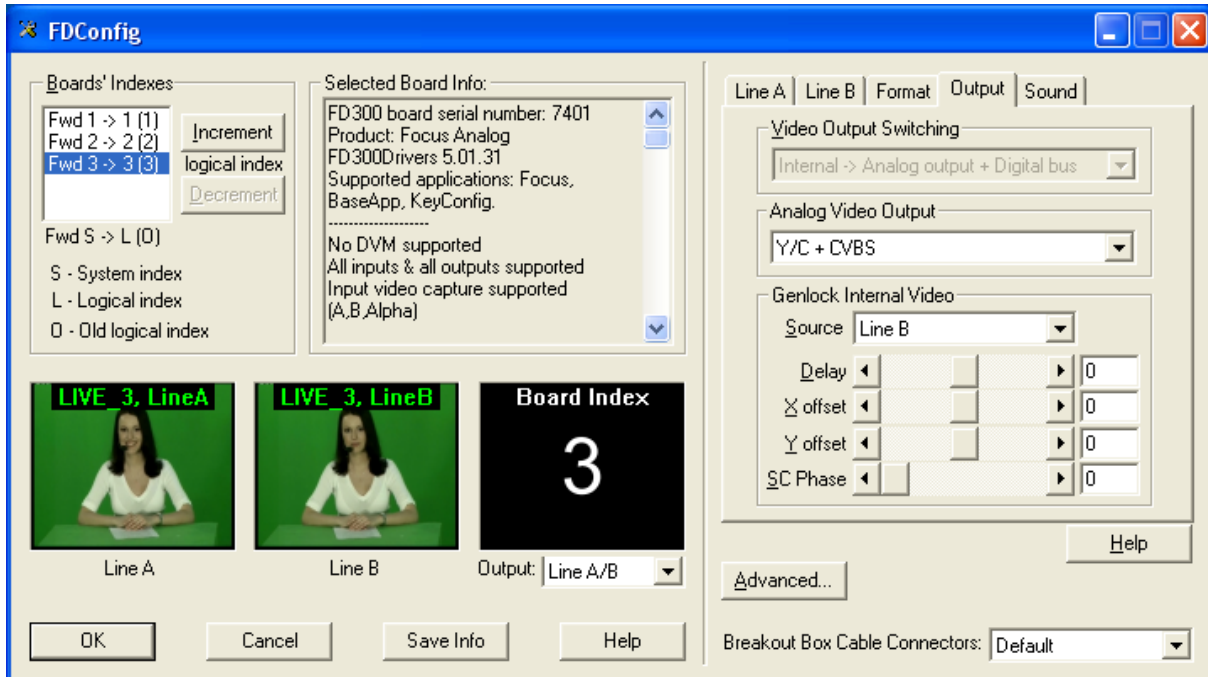 FDConfig
Boards' Indexes
Fwd 1 -> 1 (1)
Fwd 2 -> 2 (2)
Fwd 3 -> 3 (3)
Increment
logical index
Decrement
Fwd S -> L (O)
S - System index
L - Logical index
O - Old logical index
Selected Board Info:
FD300 board serial number: 7401
Product: Focus Analog
FD300Drivers 5.01.31
Supported applications: Focus,
BaseApp, KeyConfig.
--------------------
No DVM supported
All inputs & all outputs supported
Input video capture supported
(A,B,Alpha)
LIVE_3, LineA
Line A
LIVE_3, LineB
Line B
Board Index
3
Output: Line A/B
OK
Cancel
Save Info
Help
Line A
Line B
Format
Output
Sound
Video Output Switching
Internal -> Analog output + Digital bus
Analog Video Output
Y/C + CVBS
Genlock Internal Video
Source Line B
Delay 0
X offset 0
Y offset 0
SC Phase 0
Help
Advanced...
Breakout Box Cable Connectors: Default